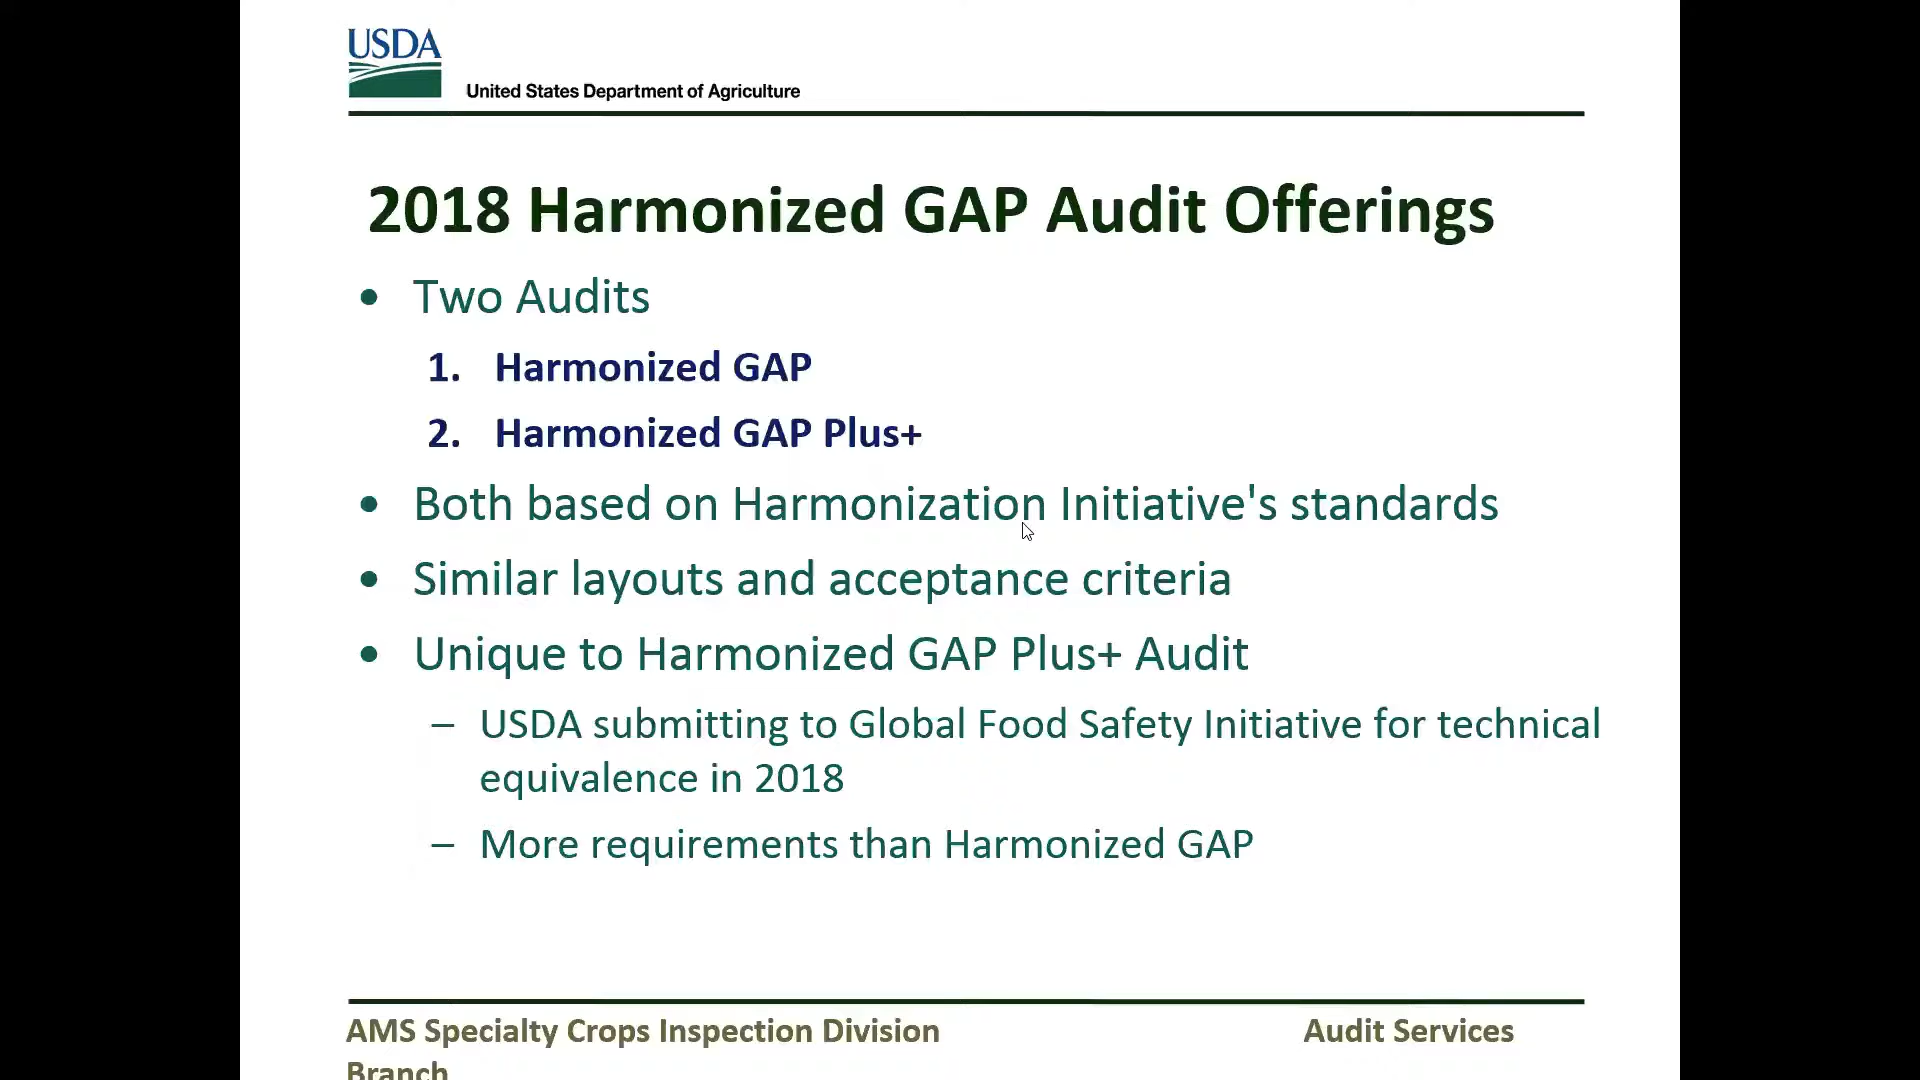 USDA
United States Department of Agriculture
2018 Harmonized GAP Audit Offerings
• Two Audits
1. Harmonized GAP
2. Harmonized GAP Plus+
• Both based on Harmonization Initiative's standards
• Similar layouts and acceptance criteria
• Unique to Harmonized GAP Plus+ Audit
– USDA submitting to Global Food Safety Initiative for technical
equivalence in 2018
– More requirements than Harmonized GAP
AMS Specialty Crops Inspection Division Audit Services
Branch